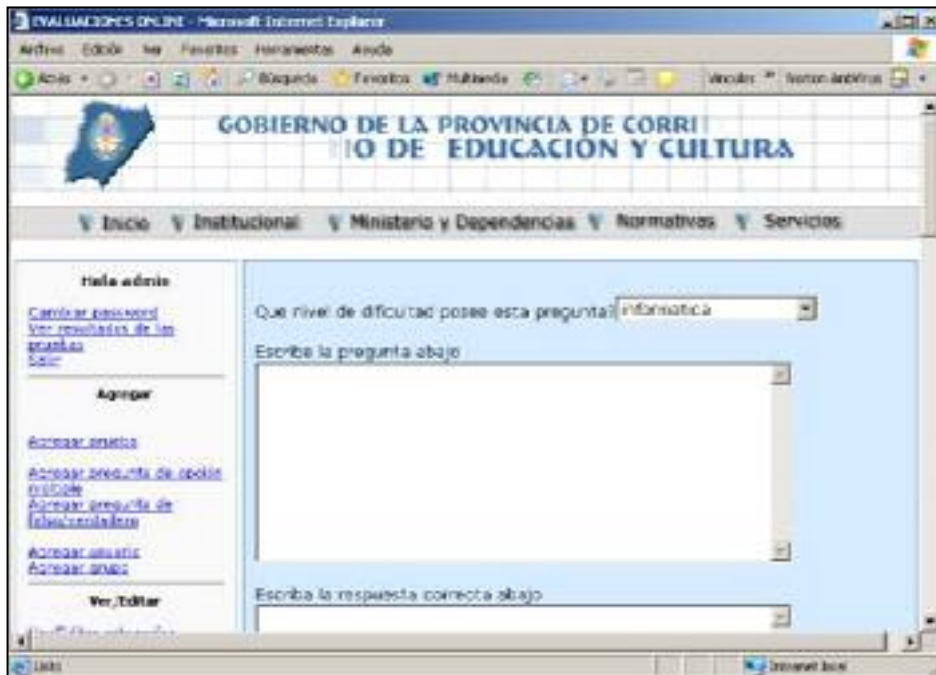 EVALUACIONES ONLINE - Microsoft Internet Explorer
Archivo Edición Ver Favoritos Herramientas Ayuda
Atrás Búsqueda Favoritos Multimedia Vínculos » Norton AntiVirus
GOBIERNO DE LA PROVINCIA DE CORRI
IO DE EDUCACIÓN Y CULTURA
Inicio Institucional Ministerio y Dependencias Normativas Servicios
Hola admin
Cambiar password
Ver resultados de las
pruebas
Salir
Agregar
Agregar prueba
Agregar pregunta de opción
múltiple
Agregar pregunta de
falso/verdadero
Agregar usuario
Agregar grupo
Ver/Editar
Que nivel de dificultad posee esta pregunta? informatica
Escriba la pregunta abajo
Escriba la respuesta correcta abajo
Listo
Intranet local